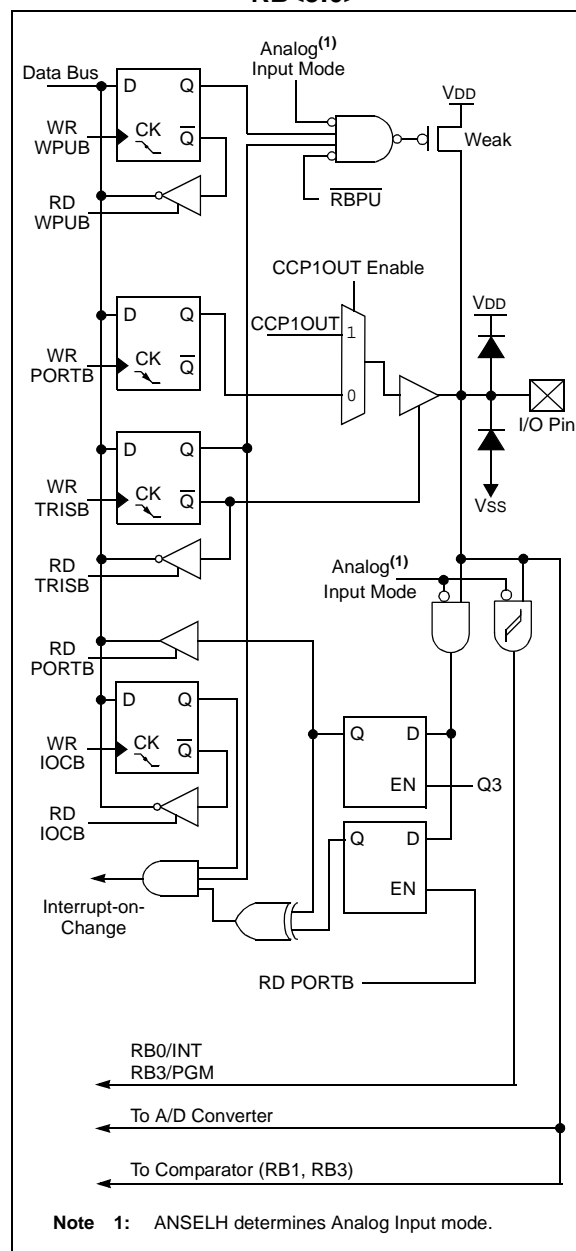 Data Bus
D Q
WR
WPUB
CK Q
RD
WPUB
Analog(1)
Input Mode
RBPU
VDD
Weak
CCP1OUT Enable
CCP1OUT
1
0
D Q
WR
PORTB
CK Q
VDD
I/O Pin
VSS
D Q
WR
TRISB
CK Q
RD
TRISB
Analog(1)
Input Mode
RD
PORTB
D Q
WR
IOCB
CK Q
RD
IOCB
Q D
EN
Q3
Q D
EN
Interrupt-on-
Change
RD PORTB
RB0/INT
RB3/PGM
To A/D Converter
To Comparator (RB1, RB3)
Note 1: ANSELH determines Analog Input mode.